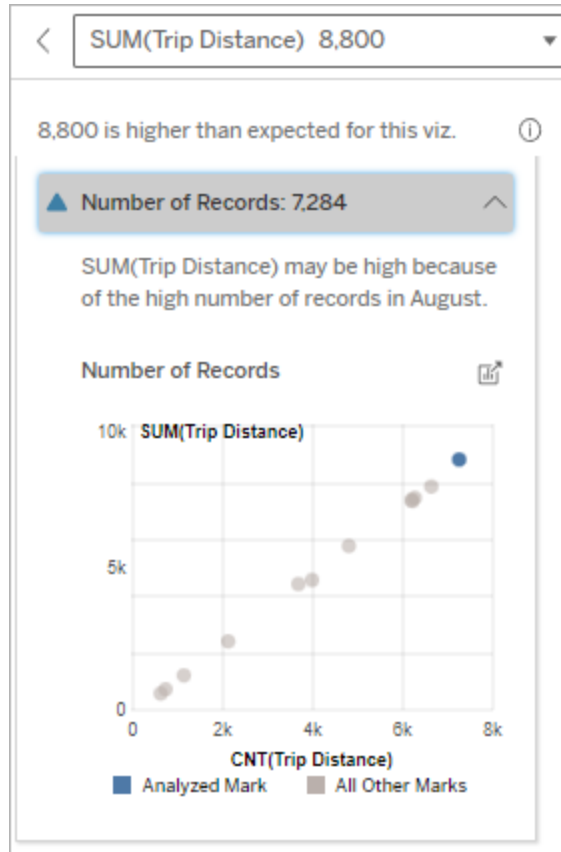 SUM(Trip Distance) 8,800
8,800 is higher than expected for this viz.
Number of Records: 7,284
SUM(Trip Distance) may be high because
of the high number of records in August.
Number of Records
10k SUM(Trip Distance)
5k
0
0 2k 4k 6k 8k
CNT(Trip Distance)
Analyzed Mark All Other Marks